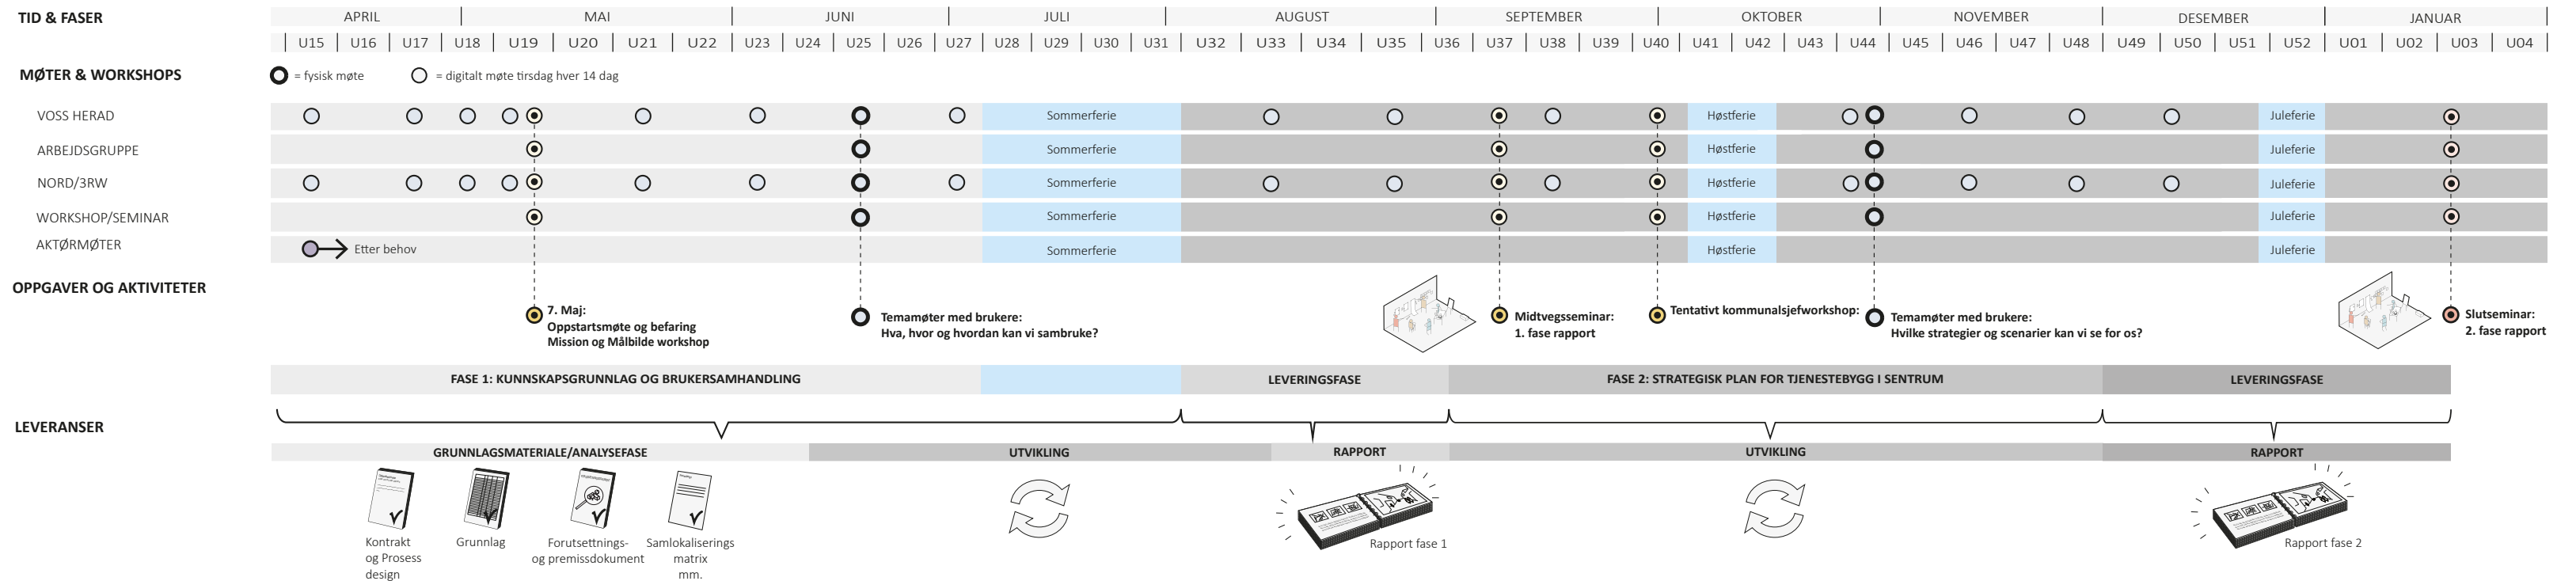 TID & FASER
APRIL MAI JUNI JULI AUGUST SEPTEMBER OKTOBER NOVEMBER DESEMBER JANUAR
U15 U16 U17 U18 U19 U20 U21 U22 U23 U24 U25 U26 U27 U28 U29 U30 U31 U32 U33 U34 U35 U36 U37 U38 U39 U40 U41 U42 U43 U44 U45 U46 U47 U48 U49 U50 U51 U52 U01 U02 U03 U04
MØTER & WORKSHOPS
= fysisk møte
= digitalt møte tirsdag hver 14 dag
VOSS HERAD Sommerferie Høstferie Juleferie
ARBEJDSGRUPPE Sommerferie Høstferie Juleferie
NORD/3RW Sommerferie Høstferie Juleferie
WORKSHOP/SEMINAR Sommerferie Høstferie Juleferie
AKTØRMØTER Etter behov Sommerferie Høstferie Juleferie
OPPGAVER OG AKTIVITETER
7. Maj:
Oppstartsmøte og befaring
Mission og Målbilde workshop
Temamøter med brukere:
Hva, hvor og hvordan kan vi sambruke?
Midtvegsseminar:
1. fase rapport
Tentativt kommunalsjefworkshop:
Temamøter med brukere:
Hvilke strategier og scenarier kan vi se for os?
Slutseminar:
2. fase rapport
FASE 1: KUNNSKAPSGRUNNLAG OG BRUKERSAMHANDLING LEVERINGSFASE FASE 2: STRATEGISK PLAN FOR TJENESTEBYGG I SENTRUM LEVERINGSFASE
LEVERANSER
GRUNNLAGSMATERIALE/ANALYSEFASE UTVIKLING RAPPORT UTVIKLING RAPPORT
Kontrakt
og Prosess
design
Grunnlag
Forutsettnings-
og premissdokument
Samlokaliserings
matrix
mm.
Rapport fase 1
Rapport fase 2